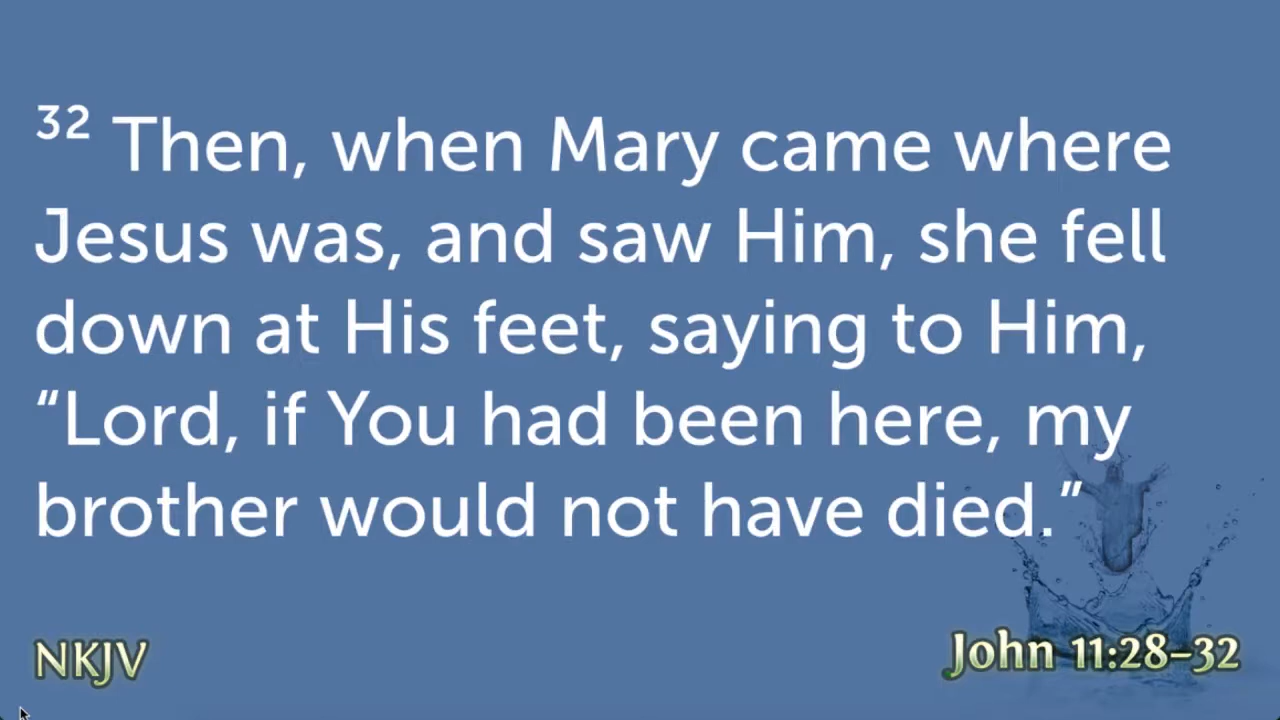 32 Then, when Mary came where
Jesus was, and saw Him, she fell
down at His feet, saying to Him,
“Lord, if You had been here, my
brother would not have died.”
NKJV
John 11:28–32